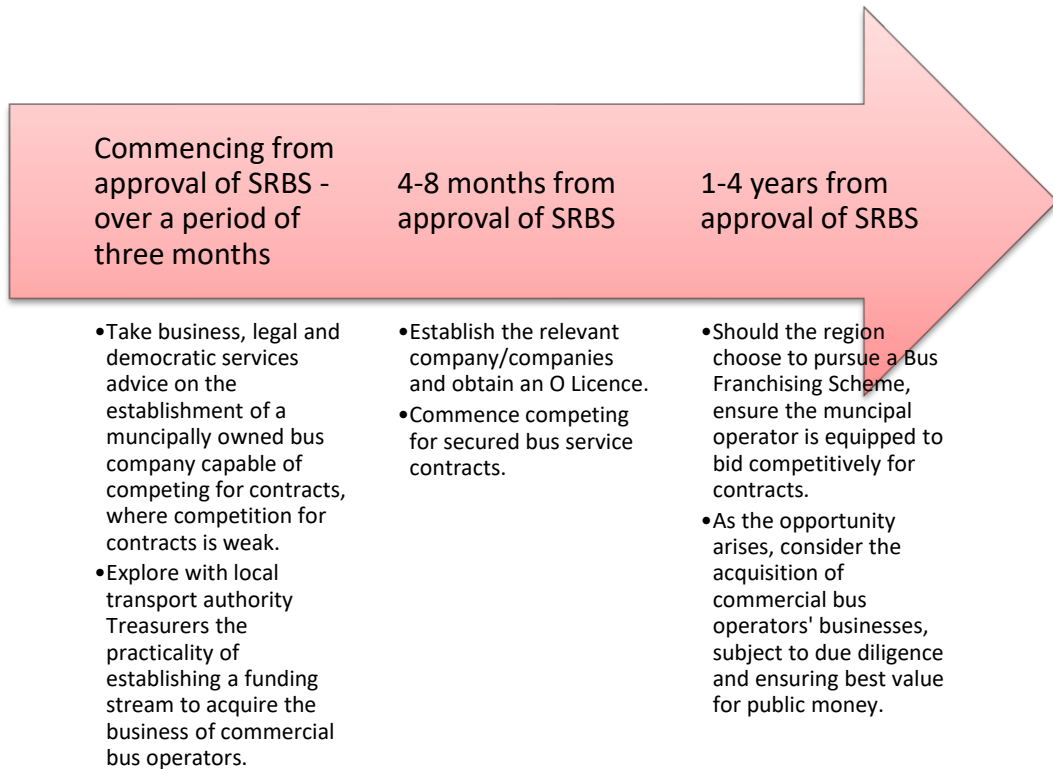 Commencing from
approval of SRBS -
over a period of
three months
•Take business, legal and
democratic services
advice on the
establishment of a
muncipally owned bus
company capable of
competing for contracts,
where competition for
contracts is weak.
•Explore with local
transport authority
Treasurers the
practicality of
establishing a funding
stream to acquire the
business of commercial
bus operators.
4-8 months from
approval of SRBS
•Establish the relevant
company/companies
and obtain an O Licence.
•Commence competing
for secured bus service
contracts.
1-4 years from
approval of SRBS
•Should the region
choose to pursue a Bus
Franchising Scheme,
ensure the muncipal
operator is equipped to
bid competitively for
contracts.
•As the opportunity
arises, consider the
acquisition of
commercial bus
operators' businesses,
subject to due diligence
and ensuring best value
for public money.